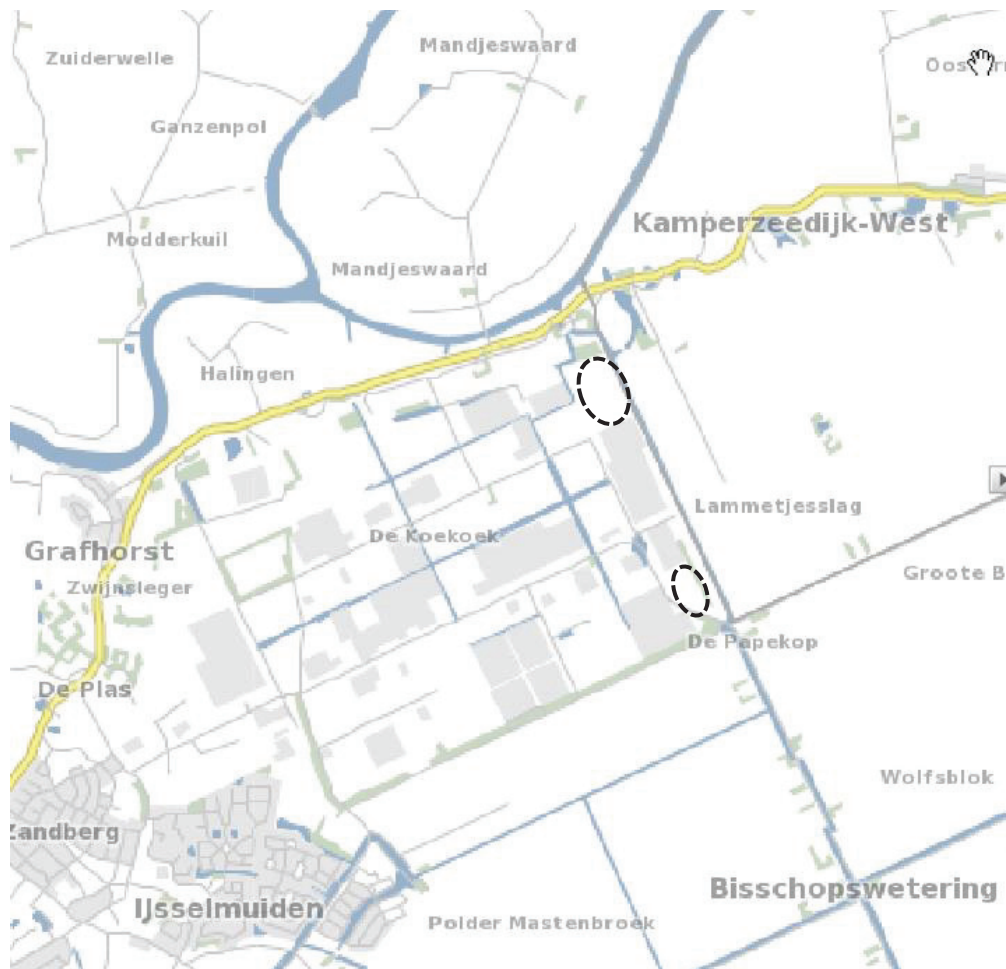 Mandjeswaard
Zuiderwelle
Ganzenpol
Kamperzeedijk-West
Modderkuil
Mandjeswaard
Halingen
Lammetjesslag
De Koekoek
Grafhorst
Zwijnsleger
Groote B
De Papekop
De Plas
Wolfsblok
Zandberg
Bisschopswetering
IJsselmuiden
Polder Mastenbroek